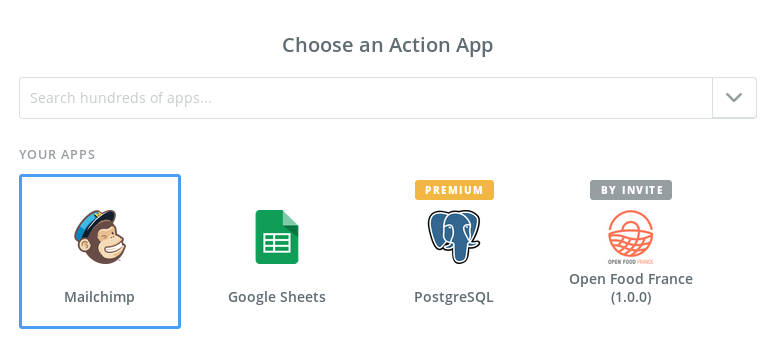 Choose an Action App
Search hundreds of apps...
YOUR APPS
Mailchimp
Google Sheets
PREMIUM
PostgreSQL
BY INVITE
OPEN FOOD FRANCE
Open Food France
(1.0.0)